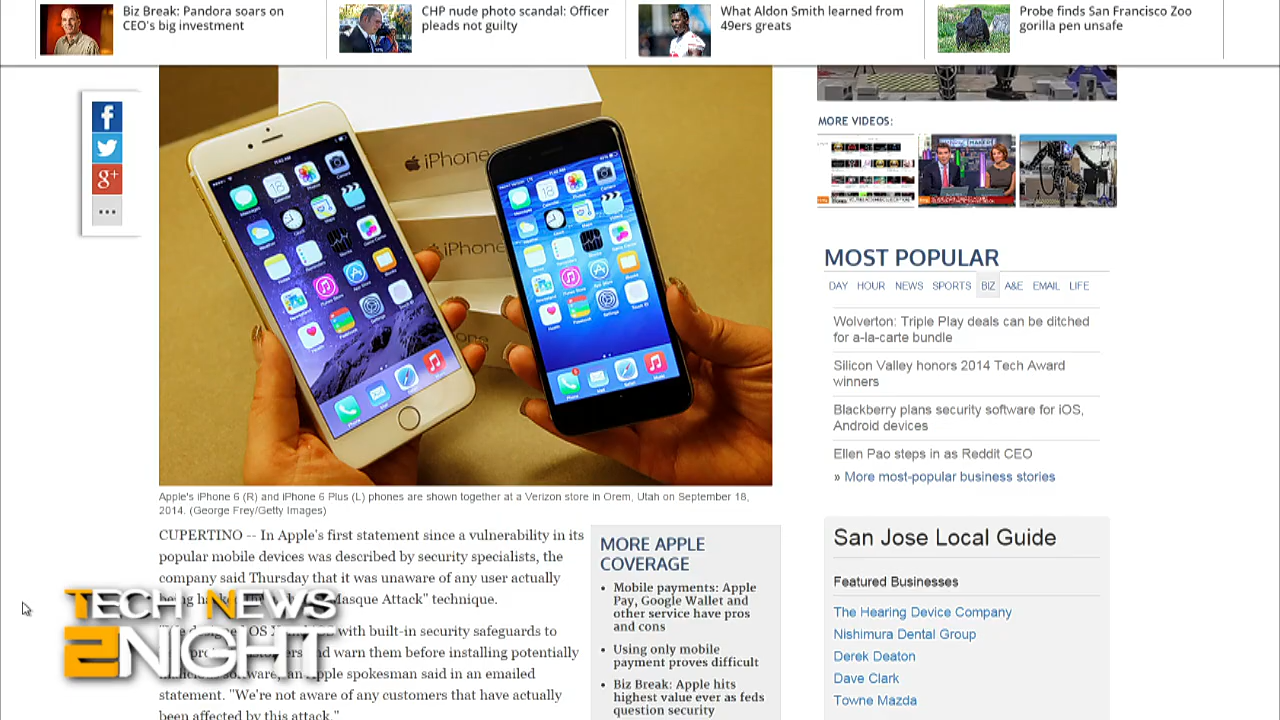 Biz Break: Pandora soars on
CEO's big investment
CHP nude photo scandal: Officer
pleads not guilty
What Aldon Smith learned from
49ers greats
Probe finds San Francisco Zoo
gorilla pen unsafe
iPhone
iPhone
MORE VIDEOS:
MOST POPULAR
DAY HOUR NEWS SPORTS BIZ A&E EMAIL LIFE
Wolverton: Triple Play deals can be ditched
for a-la-carte bundle
Silicon Valley honors 2014 Tech Award
winners
Blackberry plans security software for iOS,
Android devices
Ellen Pao steps in as Reddit CEO
» More most-popular business stories
Apple's iPhone 6 (R) and iPhone 6 Plus (L) phones are shown together at a Verizon store in Orem, Utah on September 18,
2014. (George Frey/Getty Images)
CUPERTINO -- In Apple's first statement since a vulnerability in its
popular mobile devices was described by security specialists, the
company said Thursday that it was unaware of any user actually
being "Masque Attack" technique.
OS with built-in security safeguards to
and warn them before installing potentially
an Apple spokesman said in an emailed
statement. "We're not aware of any customers that have actually
been affected by this attack."
MORE APPLE
COVERAGE
• Mobile payments: Apple
Pay, Google Wallet and
other service have pros
and cons
• Using only mobile
payment proves difficult
• Biz Break: Apple hits
highest value ever as feds
question security
San Jose Local Guide
Featured Businesses
The Hearing Device Company
Nishimura Dental Group
Derek Deaton
Dave Clark
Towne Mazda
TECH NEWS
2NIGHT